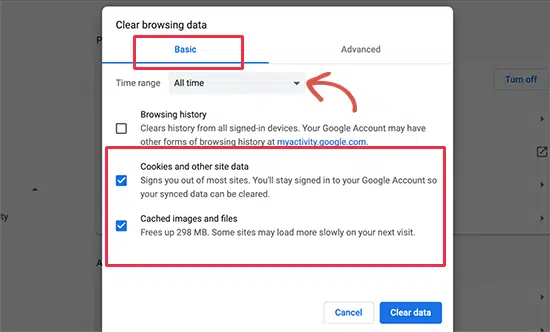 Clear browsing data
Basic
Advanced
Time range
All time
Turn off
Browsing history
Clears history from all signed-in devices. Your Google Account may have
other forms of browsing history at myactivity.google.com.
Cookies and other site data
Signs you out of most sites. You'll stay signed in to your Google Account so
your synced data can be cleared.
Cached images and files
Frees up 298 MB. Some sites may load more slowly on your next visit.
Cancel
Clear data